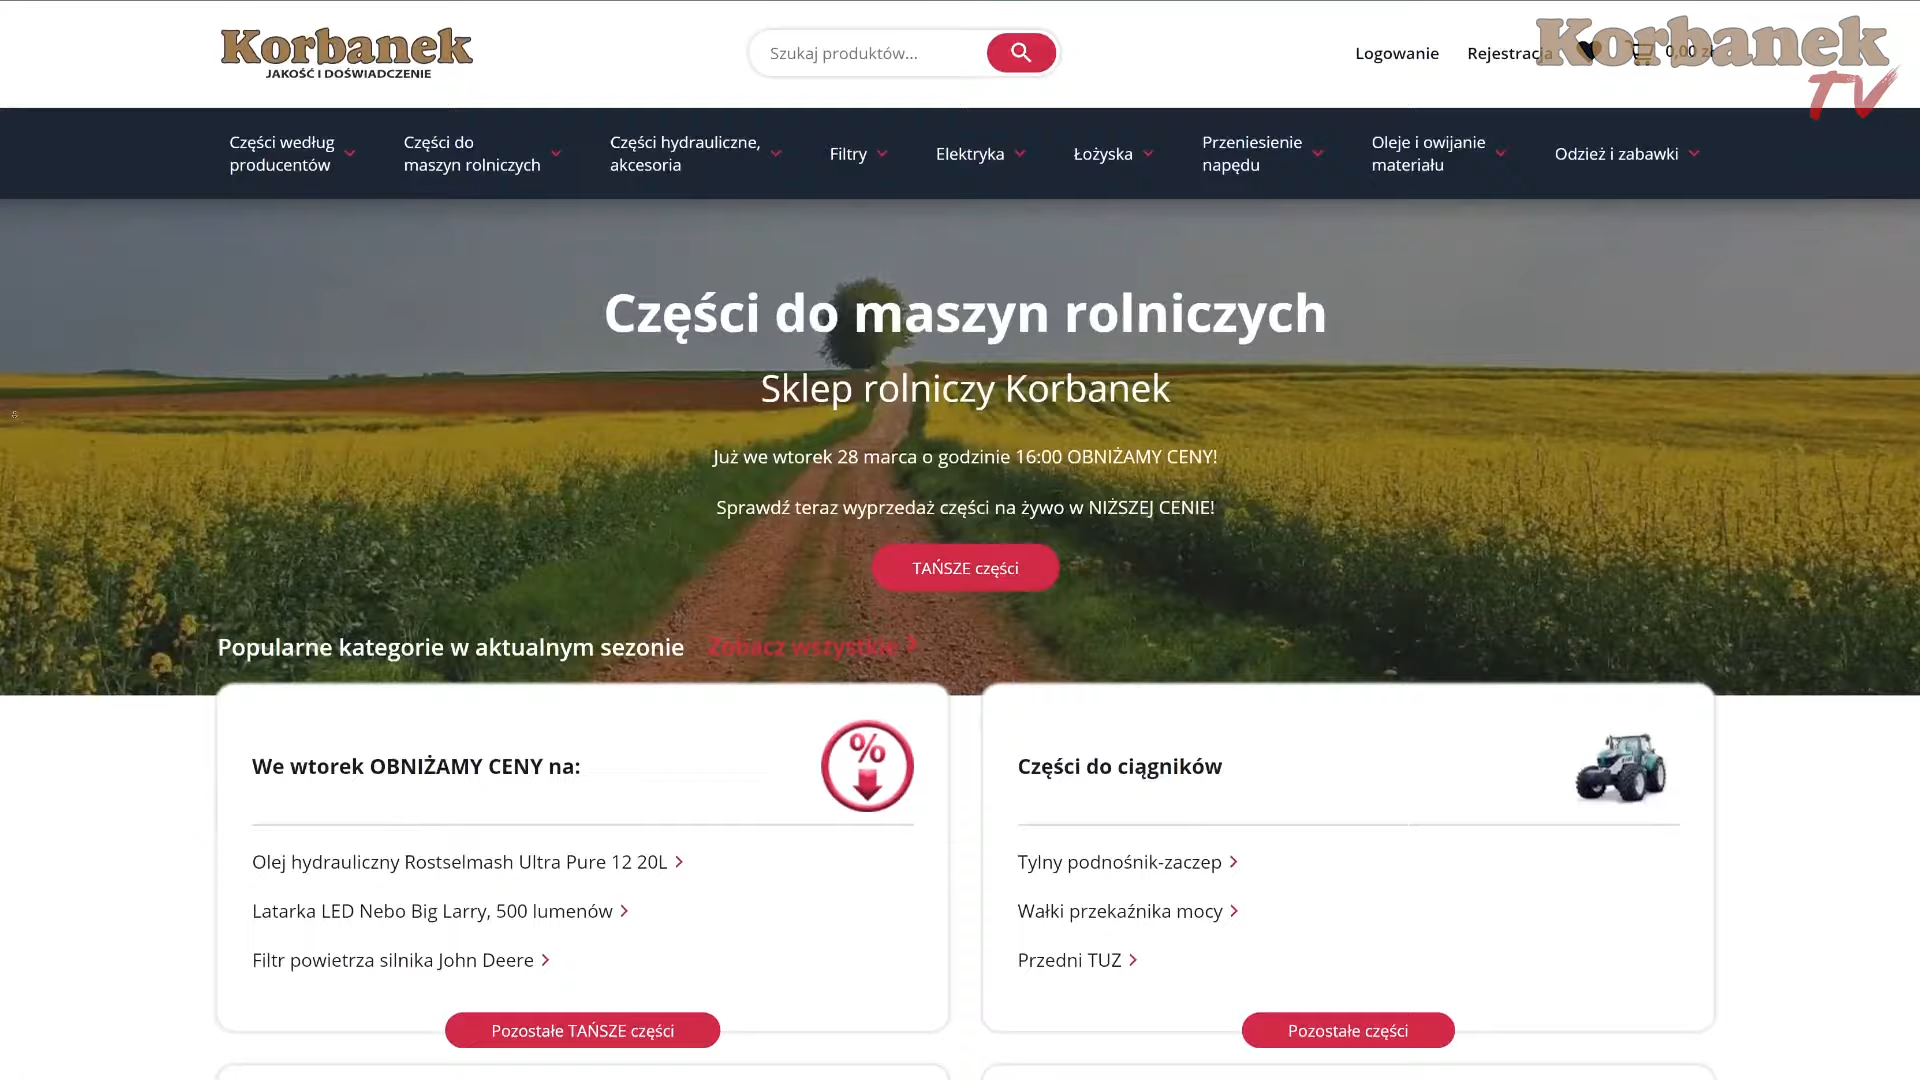 Korbanek
JAKOŚĆ I DOŚWIADCZENIE
Szukaj produktów...
Logowanie
Rejestracja
0,00 zł
Korbanek
TV
Części według
producentów
Części do
maszyn rolniczych
Części hydrauliczne,
akcesoria
Filtry
Elektryka
Łożyska
Przeniesienie
napędu
Oleje i owijanie
materiału
Odzież i zabawki
Części do maszyn rolniczych
Sklep rolniczy Korbanek
Już we wtorek 28 marca o godzinie 16:00 OBNIŻAMY CENY!
Sprawdź teraz wyprzedaż części na żywo w NIŻSZEJ CENIE!
TAŃSZE części
Popularne kategorie w aktualnym sezonie
Zobacz wszystkie
We wtorek OBNIŻAMY CENY na:
%
Olej hydrauliczny Rostselmash Ultra Pure 12 20L
Latarka LED Nebo Big Larry, 500 lumenów
Filtr powietrza silnika John Deere
Pozostałe TAŃSZE części
Części do ciągników
Tylny podnośnik-zaczep
Wałki przekaźnika mocy
Przedni TUZ
Pozostałe części